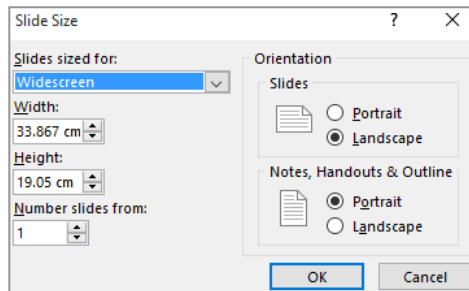 Slide Size
Slides sized for:
Widescreen
Width:
33.867 cm
Height:
19.05 cm
Number slides from:
1
Orientation
Slides
Portrait
Landscape
Notes, Handouts & Outline
Portrait
Landscape
OK
Cancel